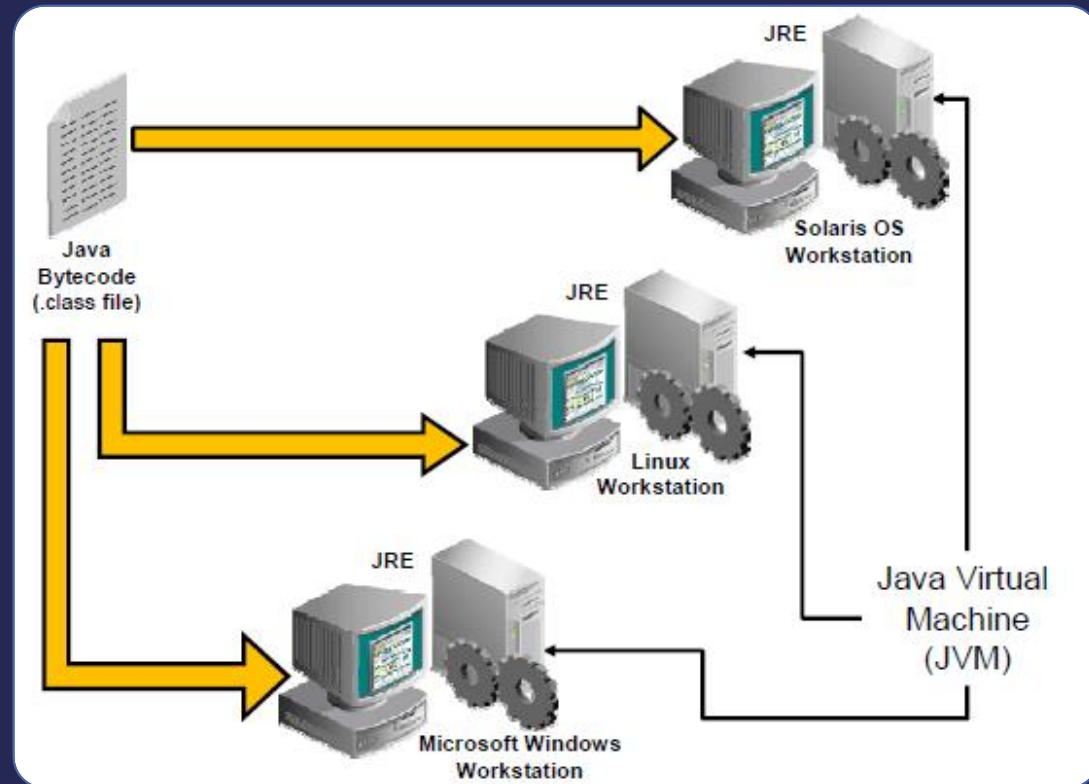 JRE
Solaris OS
Workstation
Java
Bytecode
(.class file)
JRE
Linux
Workstation
JRE
Microsoft Windows
Workstation
Java Virtual
Machine
(JVM)